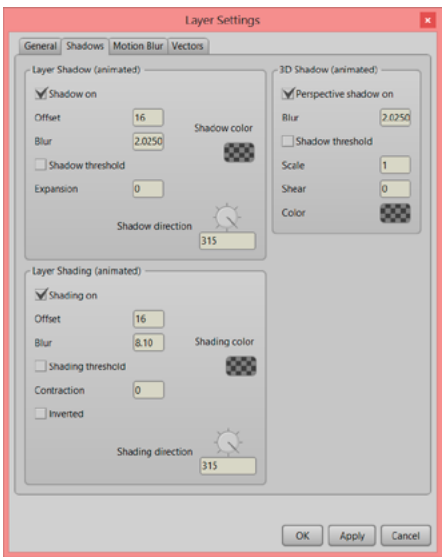 Layer Settings
General Shadows Motion Blur Vectors
Layer Shadow (animated)
Shadow on
Offset 16
Shadow color
Blur 2.0250
Shadow threshold
Expansion 0
Shadow direction
315
3D Shadow (animated)
Perspective shadow on
Blur 2.0250
Shadow threshold
Scale 1
Shear 0
Color
Layer Shading (animated)
Shading on
Offset 16
Blur 8.10 Shading color
Shading threshold
Contraction 0
Inverted
Shading direction
315
OK Apply Cancel